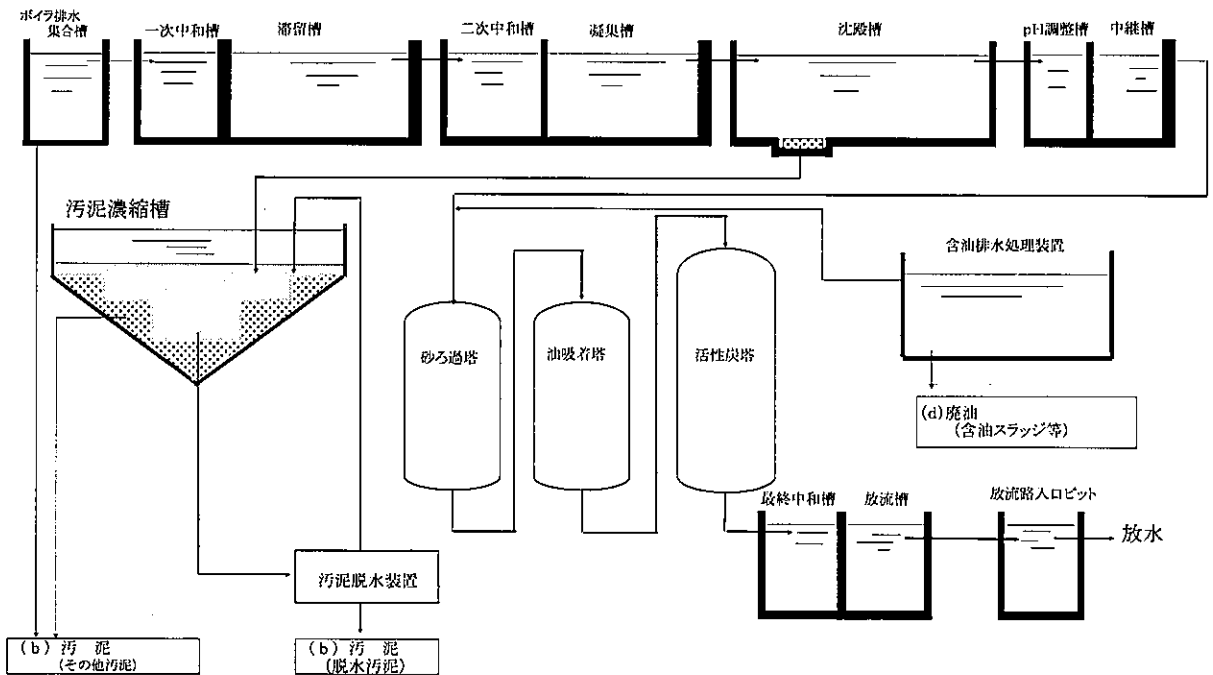 ボイラ排水
集合槽
一次中和槽
滞留槽
二次中和槽
凝集槽
沈殿槽
pH調整槽
中継槽
汚泥濃縮槽
含油排水処理装置
砂ろ過塔
油吸着塔
活性炭塔
(d)廃油
(含油スラッジ等)
最終中和槽
放流槽
放流路入口ピット
放水
汚泥脱水装置
(b) 汚 泥
(その他汚泥)
(b) 汚 泥
(脱水汚泥)